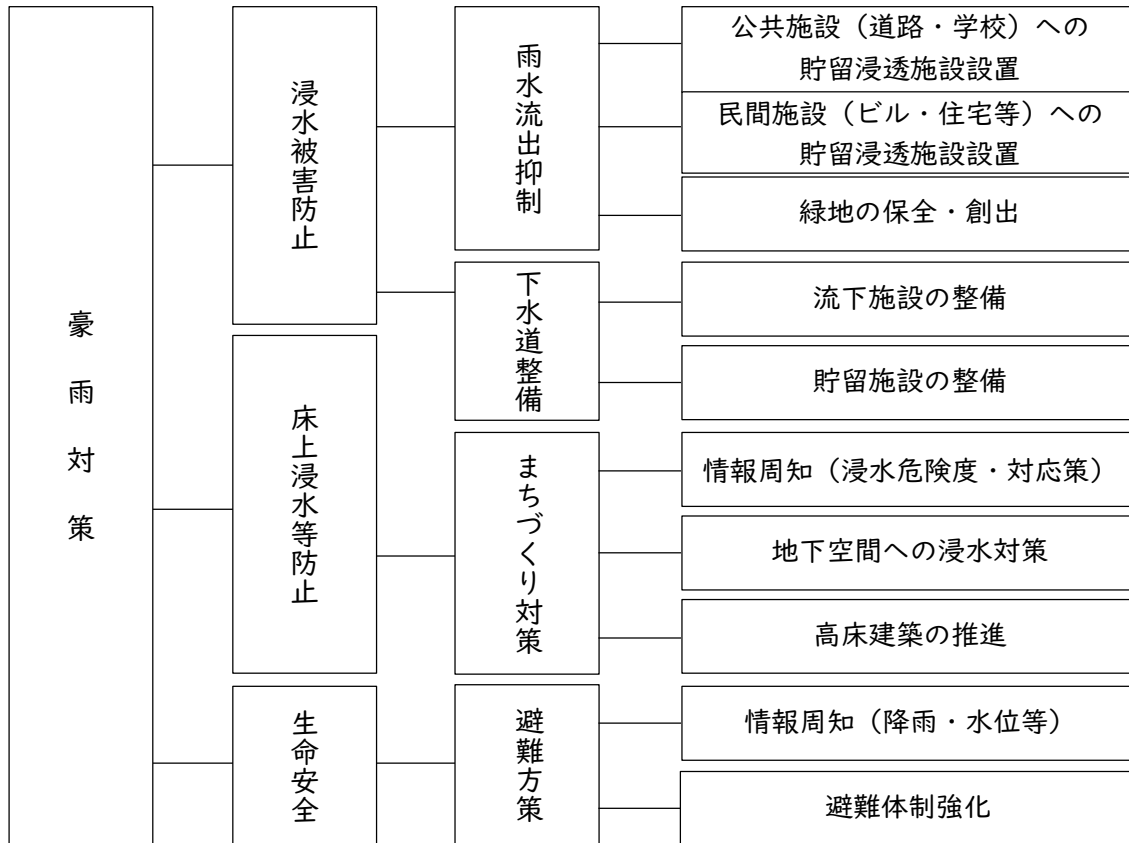 豪雨対策
浸水被害防止
雨水流出抑制
公共施設（道路・学校）への
貯留浸透施設設置
民間施設（ビル・住宅等）への
貯留浸透施設設置
緑地の保全・創出
下水道整備
流下施設の整備
貯留施設の整備
床上浸水等防止
まちづくり対策
情報周知（浸水危険度・対応策）
地下空間への浸水対策
高床建築の推進
生命安全
避難方策
情報周知（降雨・水位等）
避難体制強化